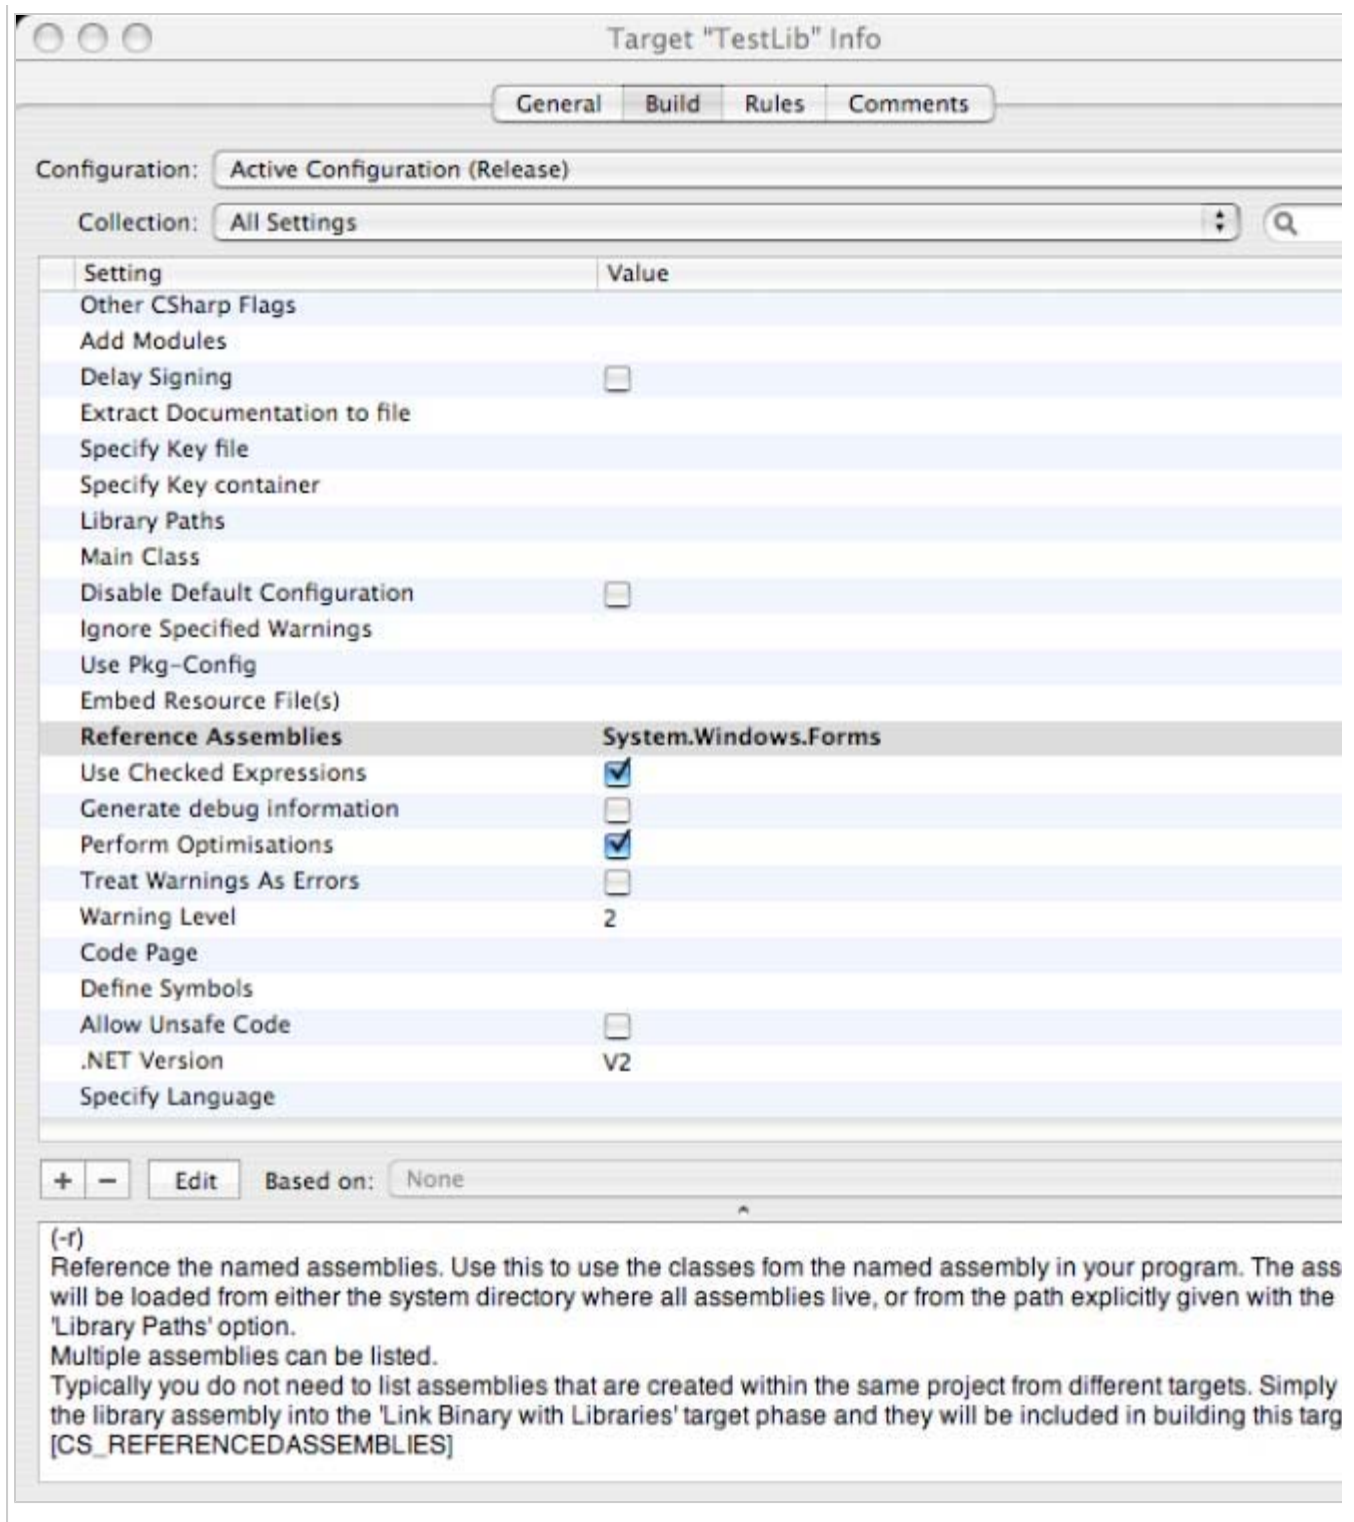 Target "TestLib" Info
General Build Rules Comments
Configuration: Active Configuration (Release)
Collection: All Settings
Setting Value
Other CSharp Flags
Add Modules
Delay Signing
Extract Documentation to file
Specify Key file
Specify Key container
Library Paths
Main Class
Disable Default Configuration
Ignore Specified Warnings
Use Pkg-Config
Embed Resource File(s)
Reference Assemblies System.Windows.Forms
Use Checked Expressions
Generate debug information
Perform Optimisations
Treat Warnings As Errors
Warning Level 2
Code Page
Define Symbols
Allow Unsafe Code
.NET Version V2
Specify Language
+ − Edit Based on: None
(-r)
Reference the named assemblies. Use this to use the classes fom the named assembly in your program. The ass
will be loaded from either the system directory where all assemblies live, or from the path explicitly given with the
'Library Paths' option.
Multiple assemblies can be listed.
Typically you do not need to list assemblies that are created within the same project from different targets. Simply
the library assembly into the 'Link Binary with Libraries' target phase and they will be included in building this targ
[CS_REFERENCEDASSEMBLIES]